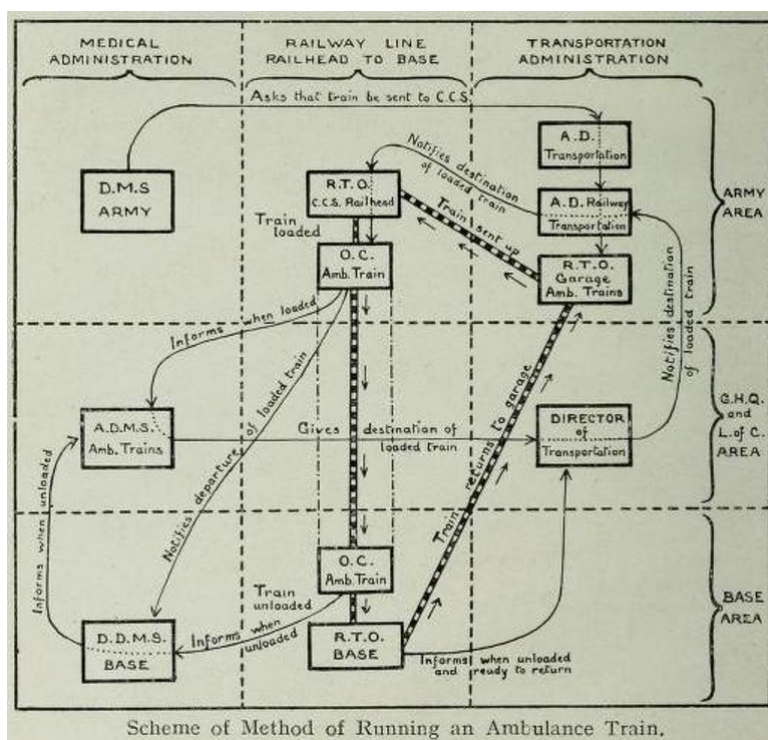 MEDICAL
ADMINISTRATION
RAILWAY LINE
RAILHEAD TO BASE
TRANSPORTATION
ADMINISTRATION
Asks that train be sent to C.C.S.
A.D.
Transportation
D.M.S
ARMY
R.T.O.
C.C.S. Railhead
Notifies destination
of loaded train
A.D. Railway
Transportation
ARMY
AREA
Train
loaded
Train sent up
O.C.
Amb. Train
R.T.O.
Garage
Amb. Trains
Informs when loaded
Notifies destination
of loaded train
A.D.M.S.
Amb. Trains
Gives destination of
loaded train
DIRECTOR
of
Transportation
G.H.Q.
and
L. of C.
AREA
Notifies departure of loaded train
Train returns to garage
Informs when unloaded
O.C.
Amb. Train
Train
unloaded
D.D.M.S.
BASE
Informs when
unloaded
R.T.O.
BASE
Informs when unloaded
and ready to return
BASE
AREA
Scheme of Method of Running an Ambulance Train.